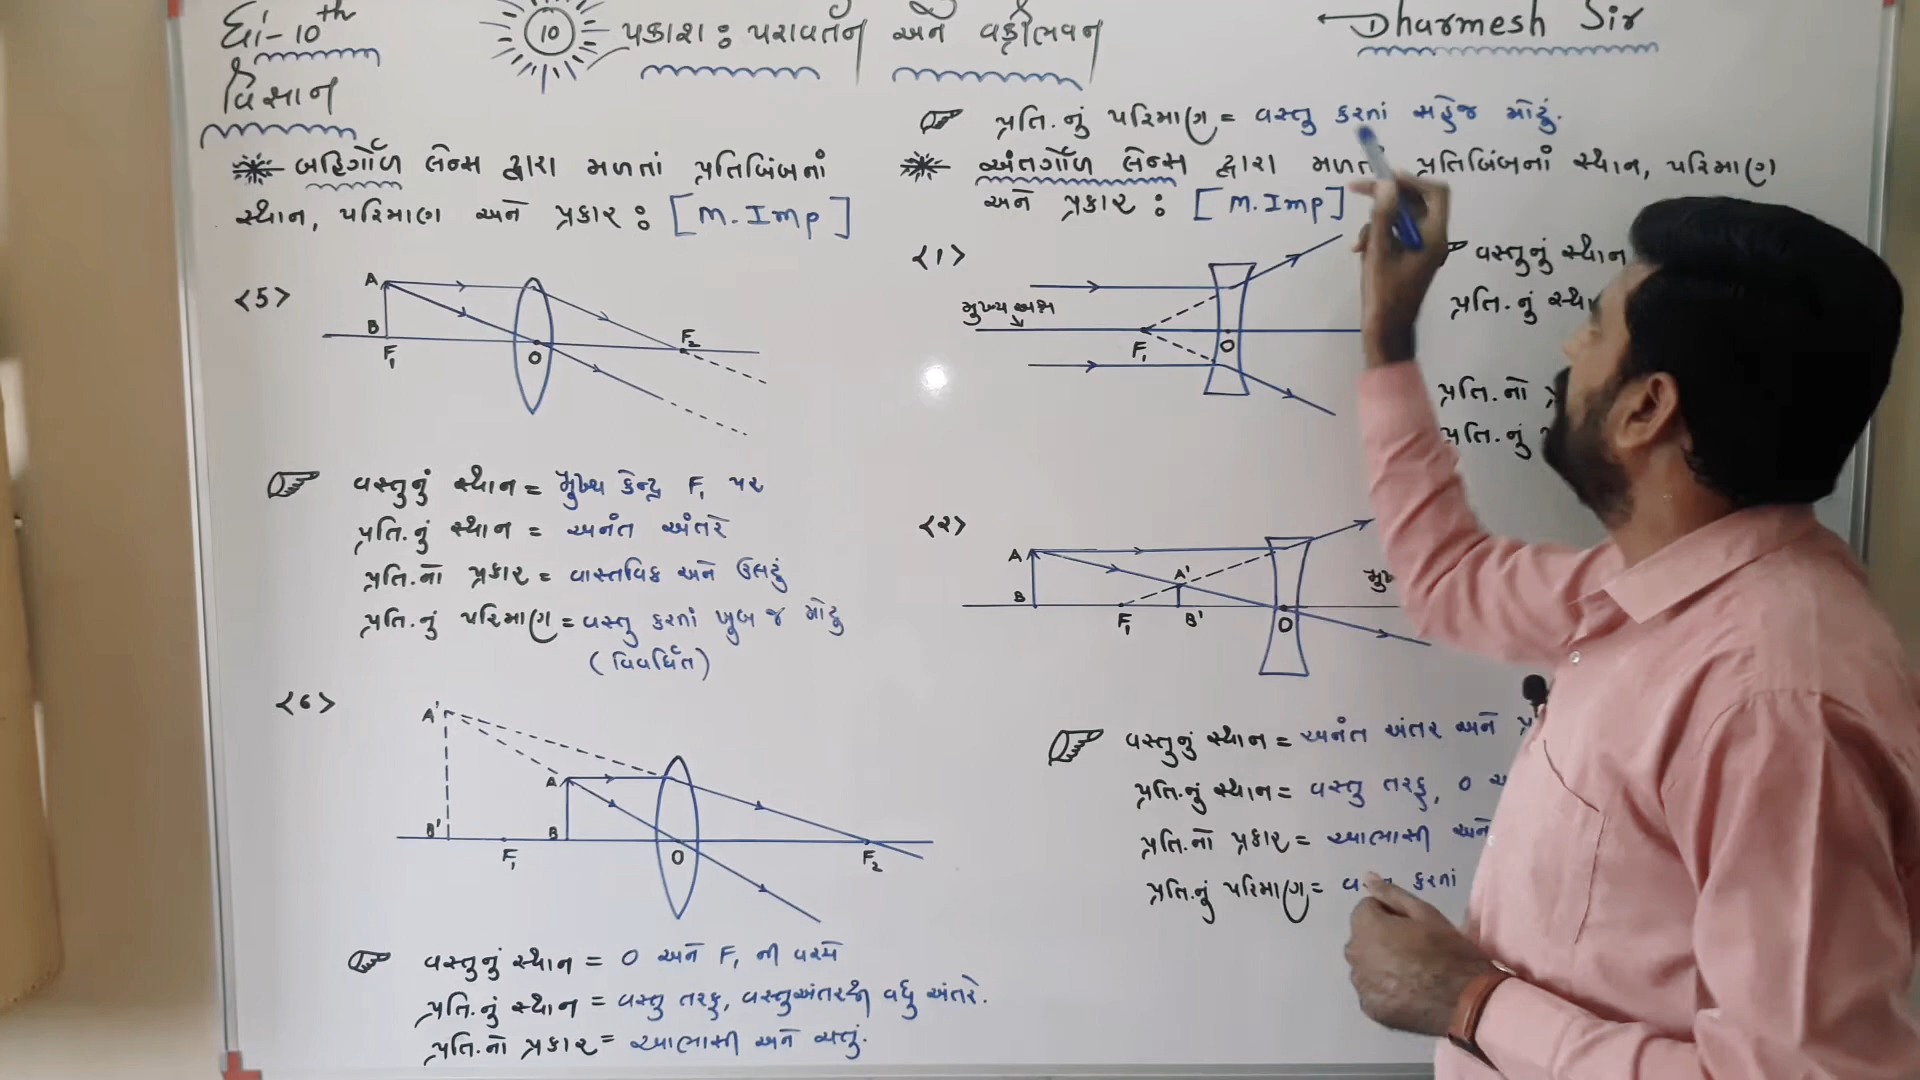 ધો-10th
વિજ્ઞાન
10 પ્રકાશ : પરાવર્તન અને વક્રીભવન
Dharmesh Sir
* બહિર્ગોળ લેન્સ દ્વારા મળતાં પ્રતિબિંબનાં
સ્થાન, પરિમાણ અને પ્રકાર : [M. Imp]
<5>
A
B
F₁
O
F₂
વસ્તુનું સ્થાન = મુખ્ય કેન્દ્ર F₁ પર
પ્રતિ.નું સ્થાન = અનંત અંતરે
પ્રતિ.નો પ્રકાર = વાસ્તવિક અને ઉલટું
પ્રતિ.નું પરિમાણ = વસ્તુ કરતાં ખુબ જ મોટું
(વિવર્ધિત)
<6>
A'
A
B'
B
F₁
O
F₂
વસ્તુનું સ્થાન = O અને F₁ ની વચ્ચે
પ્રતિ.નું સ્થાન = વસ્તુ તરફ, વસ્તુઅંતરથી વધુ અંતરે.
પ્રતિ.નો પ્રકાર = આભાસી અને ચત્તું.
પ્રતિ.નું પરિમાણ = વસ્તુ કરતાં સહેજ મોટું.
* અંતર્ગોળ લેન્સ દ્વારા મળતાં પ્રતિબિંબનાં સ્થાન, પરિમાણ
અને પ્રકાર : [M. Imp]
<1>
મુખ્ય અક્ષ
F₁
O
વસ્તુનું સ્થાન
પ્રતિ.નું
પ્રતિ.નો
પ્રતિ.નું
<2>
A
A'
B
F₁
B'
O
વસ્તુનું સ્થાન = અનંત અંતર અને
પ્રતિ.નું સ્થાન = વસ્તુ તરફ, O
પ્રતિ.નો પ્રકાર = આભાસી અને
પ્રતિ.નું પરિમાણ = કરતાં